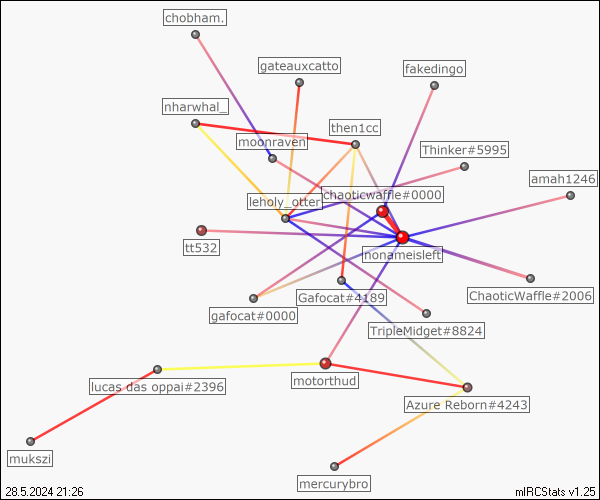 chobham.
gateauxcatto
fakedingo
nharwhal_
then1cc
moonraven
Thinker#5995
amah1246
chaoticwaffle#0000
leholy_otter
tt532
nonameisleft
ChaoticWaffle#2006
Gafocat#4189
gafocat#0000
TripleMidget#8824
motorthud
lucas das oppai#2396
Azure Reborn#4243
mukszi
mercurybro
28.5.2024 21:26
mIRCStats v1.25